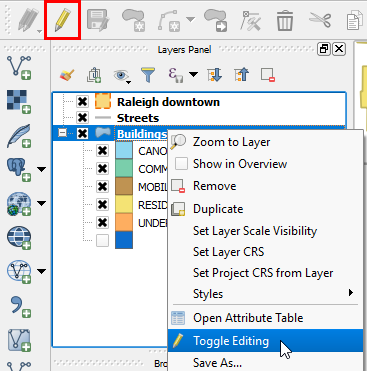 Layers Panel
Raleigh downtown
Streets
Buildings
Zoom to Layer
CANO
Show in Overview
COMM
Remove
MOBIL
Duplicate
RESID
Set Layer Scale Visibility
UNDE
Set Layer CRS
Set Project CRS from Layer
Styles
Open Attribute Table
Toggle Editing
Save As...
Bro